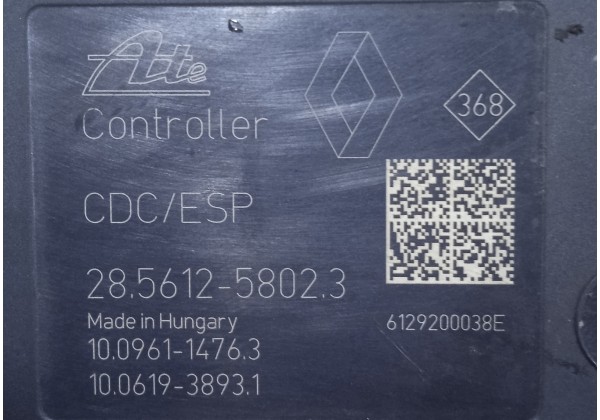 Ate
Controller
368
CDC/ESP
28.5612-5802.3
Made in Hungary
6129200038E
10.0961-1476.3
10.0619-3893.1